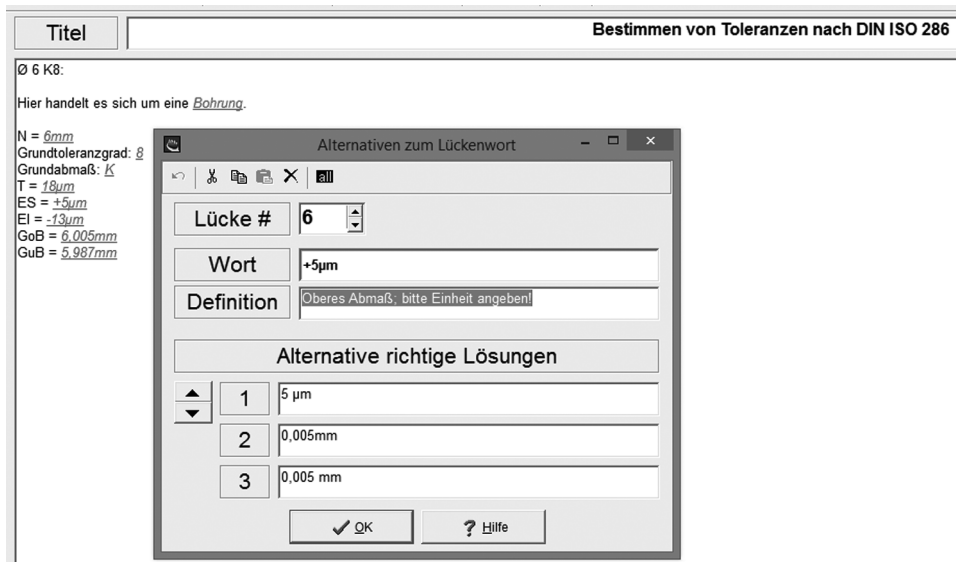 Titel
Bestimmen von Toleranzen nach DIN ISO 286
Ø 6 K8:
Hier handelt es sich um eine Bohrung.
N = 6mm
Grundtoleranzgrad: 8
Grundabmaß: K
T = 18µm
ES = +5µm
EI = -13µm
GoB = 6,005mm
GuB = 5,987mm
Alternativen zum Lückenwort
all
Lücke # 6
Wort +5µm
Definition Oberes Abmaß; bitte Einheit angeben!
Alternative richtige Lösungen
1 5 µm
2 0,005mm
3 0,005 mm
OK ? Hilfe